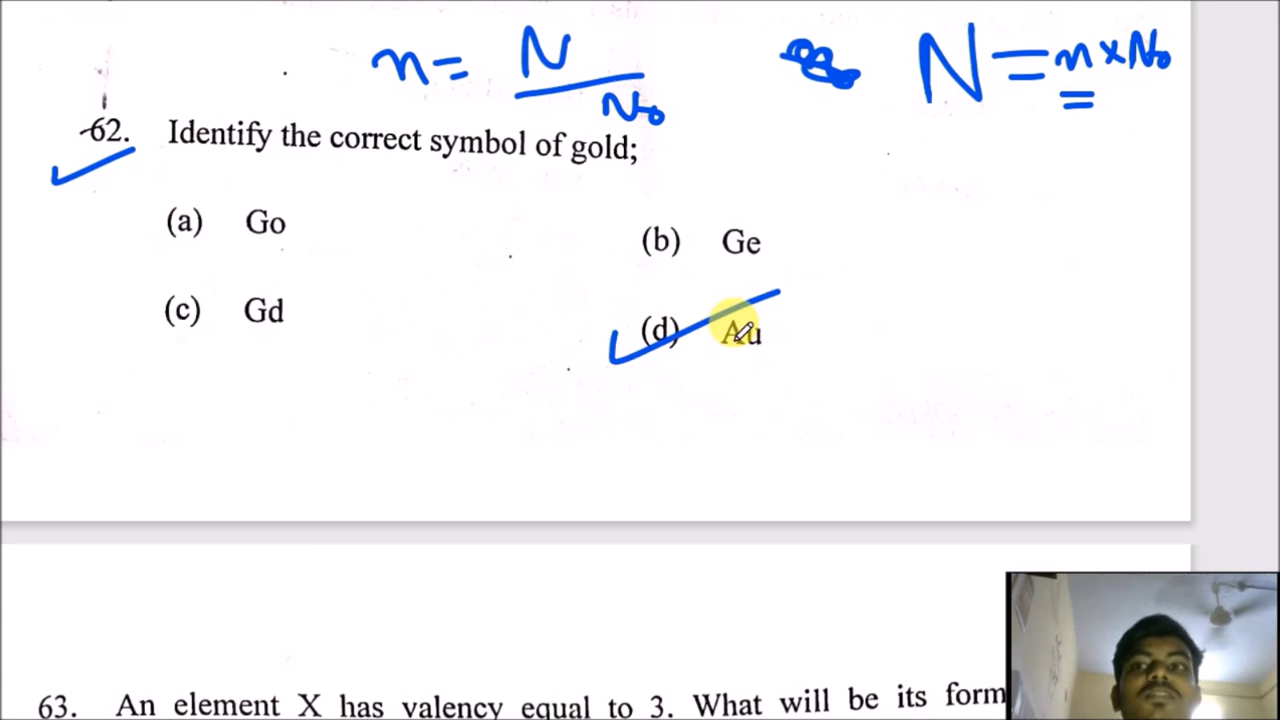 n = N / N₀ N = n × N₀
62. Identify the correct symbol of gold;
(a) Go
(b) Ge
(c) Gd
(d) Au
63. An element X has valency equal to 3. What will be its form